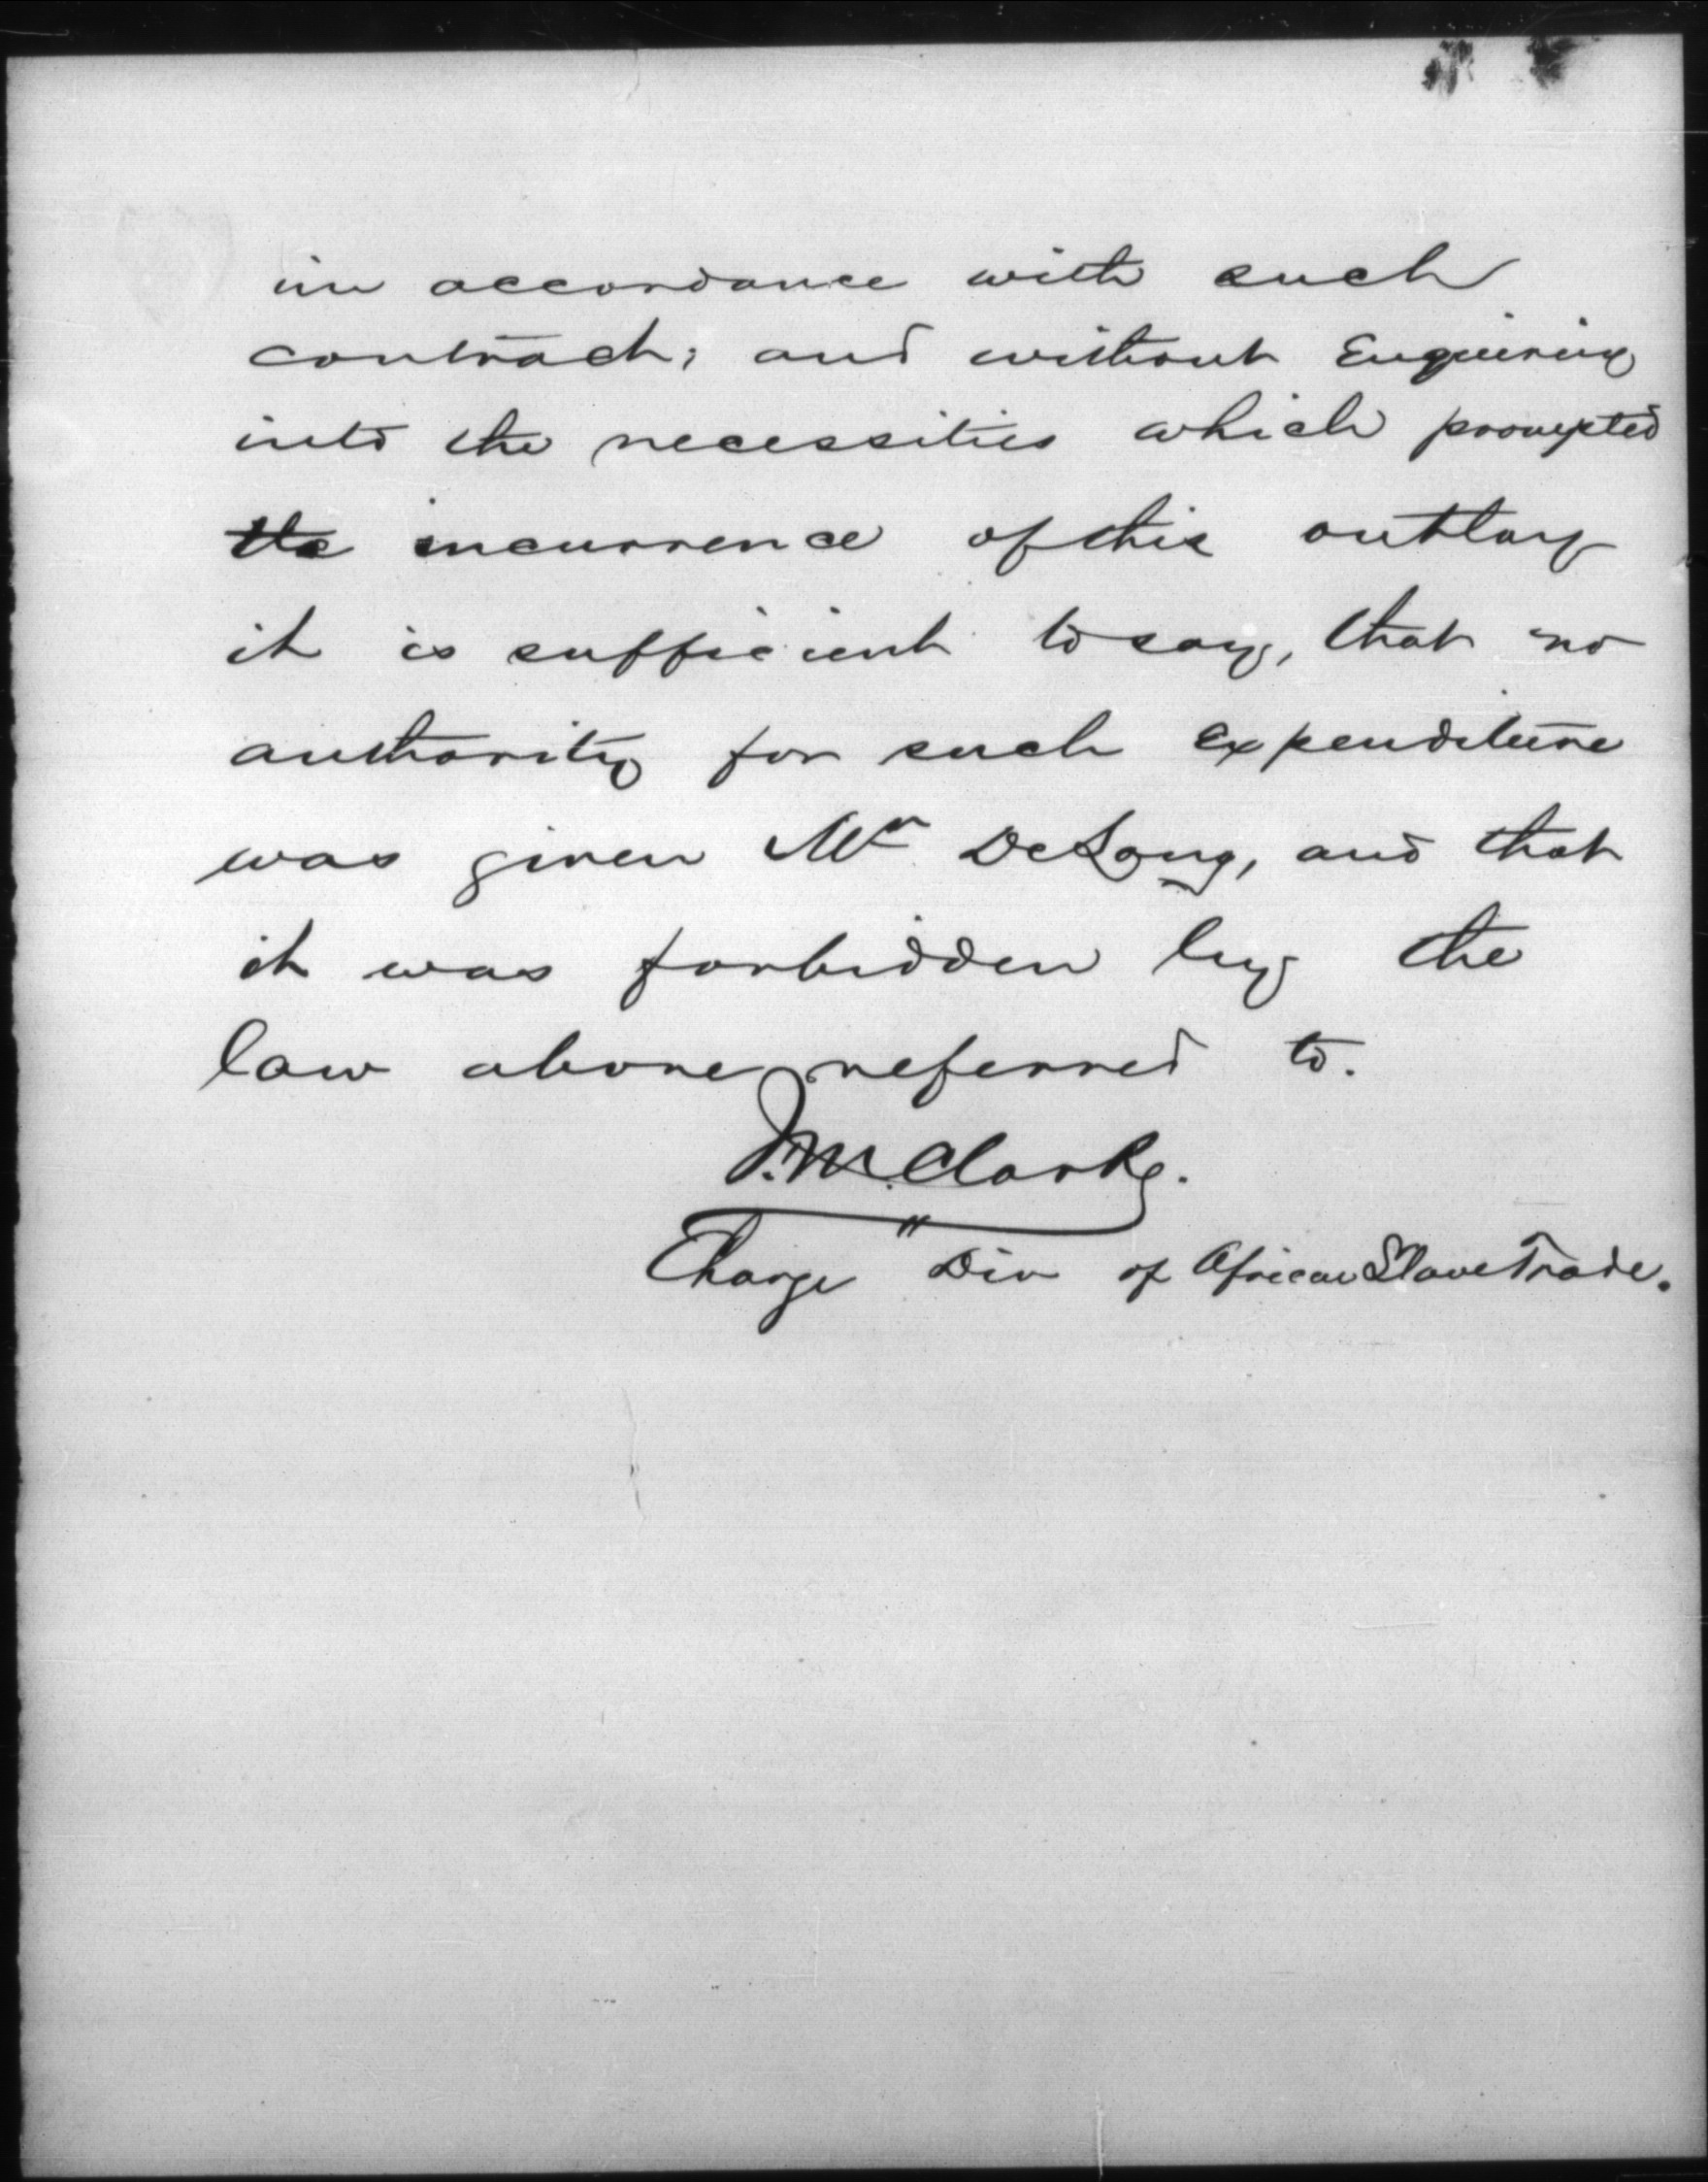 in accordance with such
contract; and without Enquiring
into the necessities which prompted
the incurrence of this outlay
it is sufficient to say, that no
authority for such expenditure
was given Mr DeLong, and that
it was forbidden by the
law above referred to.
J.M. Clarke.
Charge " Div of African Slave Trade.